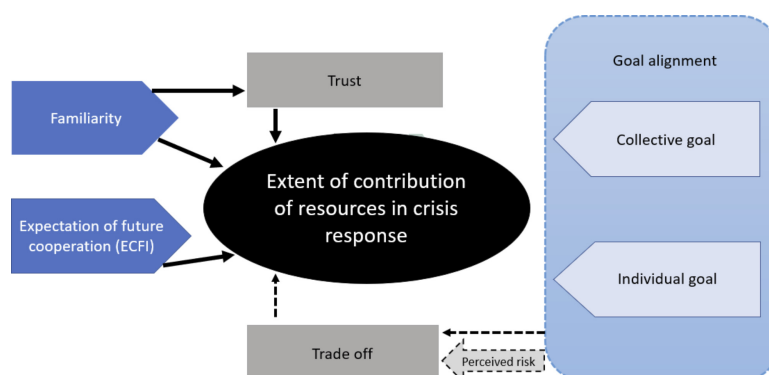 Trust
Goal alignment
Familiarity
Collective goal
Extent of contribution
of resources in crisis
response
Expectation of future
cooperation (ECFI)
Individual goal
Trade off
Perceived risk